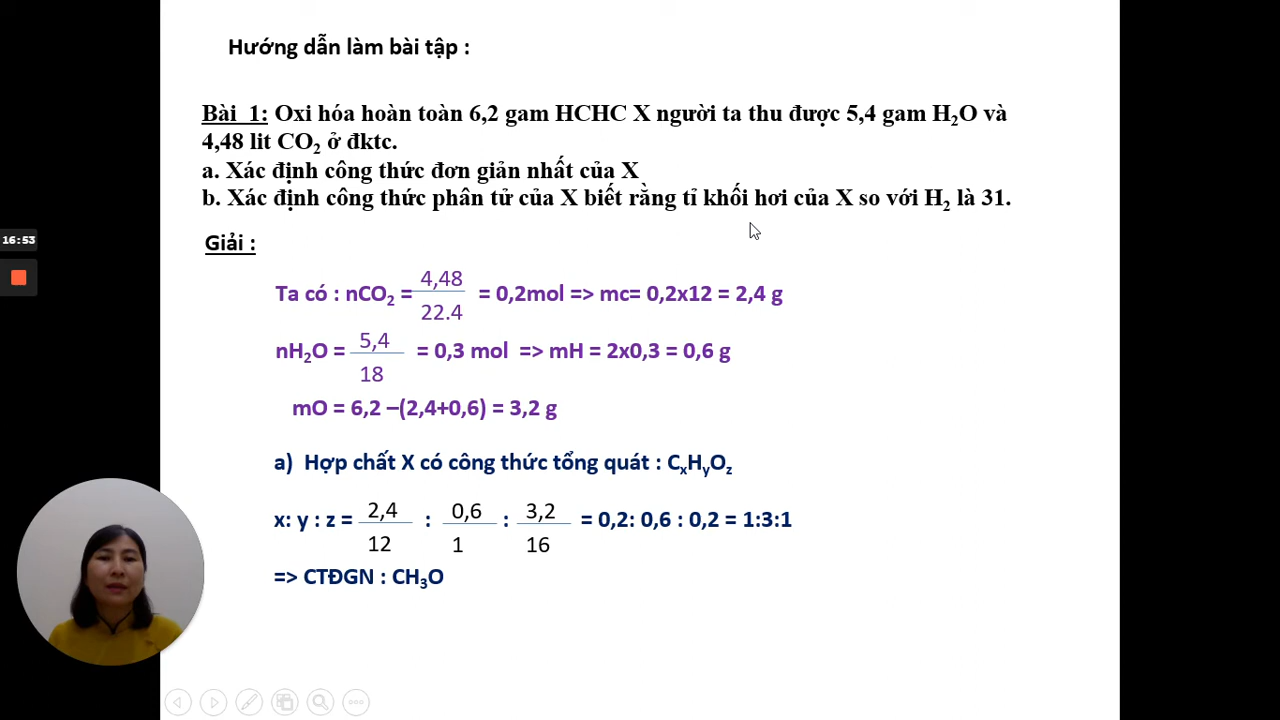 Hướng dẫn làm bài tập :
Bài 1: Oxi hóa hoàn toàn 6,2 gam HCHC X người ta thu được 5,4 gam H₂O và
4,48 lit CO₂ ở đktc.
a. Xác định công thức đơn giản nhất của X
b. Xác định công thức phân tử của X biết rằng tỉ khối hơi của X so với H₂ là 31.
16:53
Giải :
Ta có : nCO₂ = 4,48 / 22.4 = 0,2mol => mc= 0,2x12 = 2,4 g
nH₂O = 5,4 / 18 = 0,3 mol => mH = 2x0,3 = 0,6 g
mO = 6,2 –(2,4+0,6) = 3,2 g
a) Hợp chất X có công thức tổng quát : CₓHᵧO_z
x: y : z = 2,4 / 12 : 0,6 / 1 : 3,2 / 16 = 0,2: 0,6 : 0,2 = 1:3:1
=> CTĐGN : CH₃O